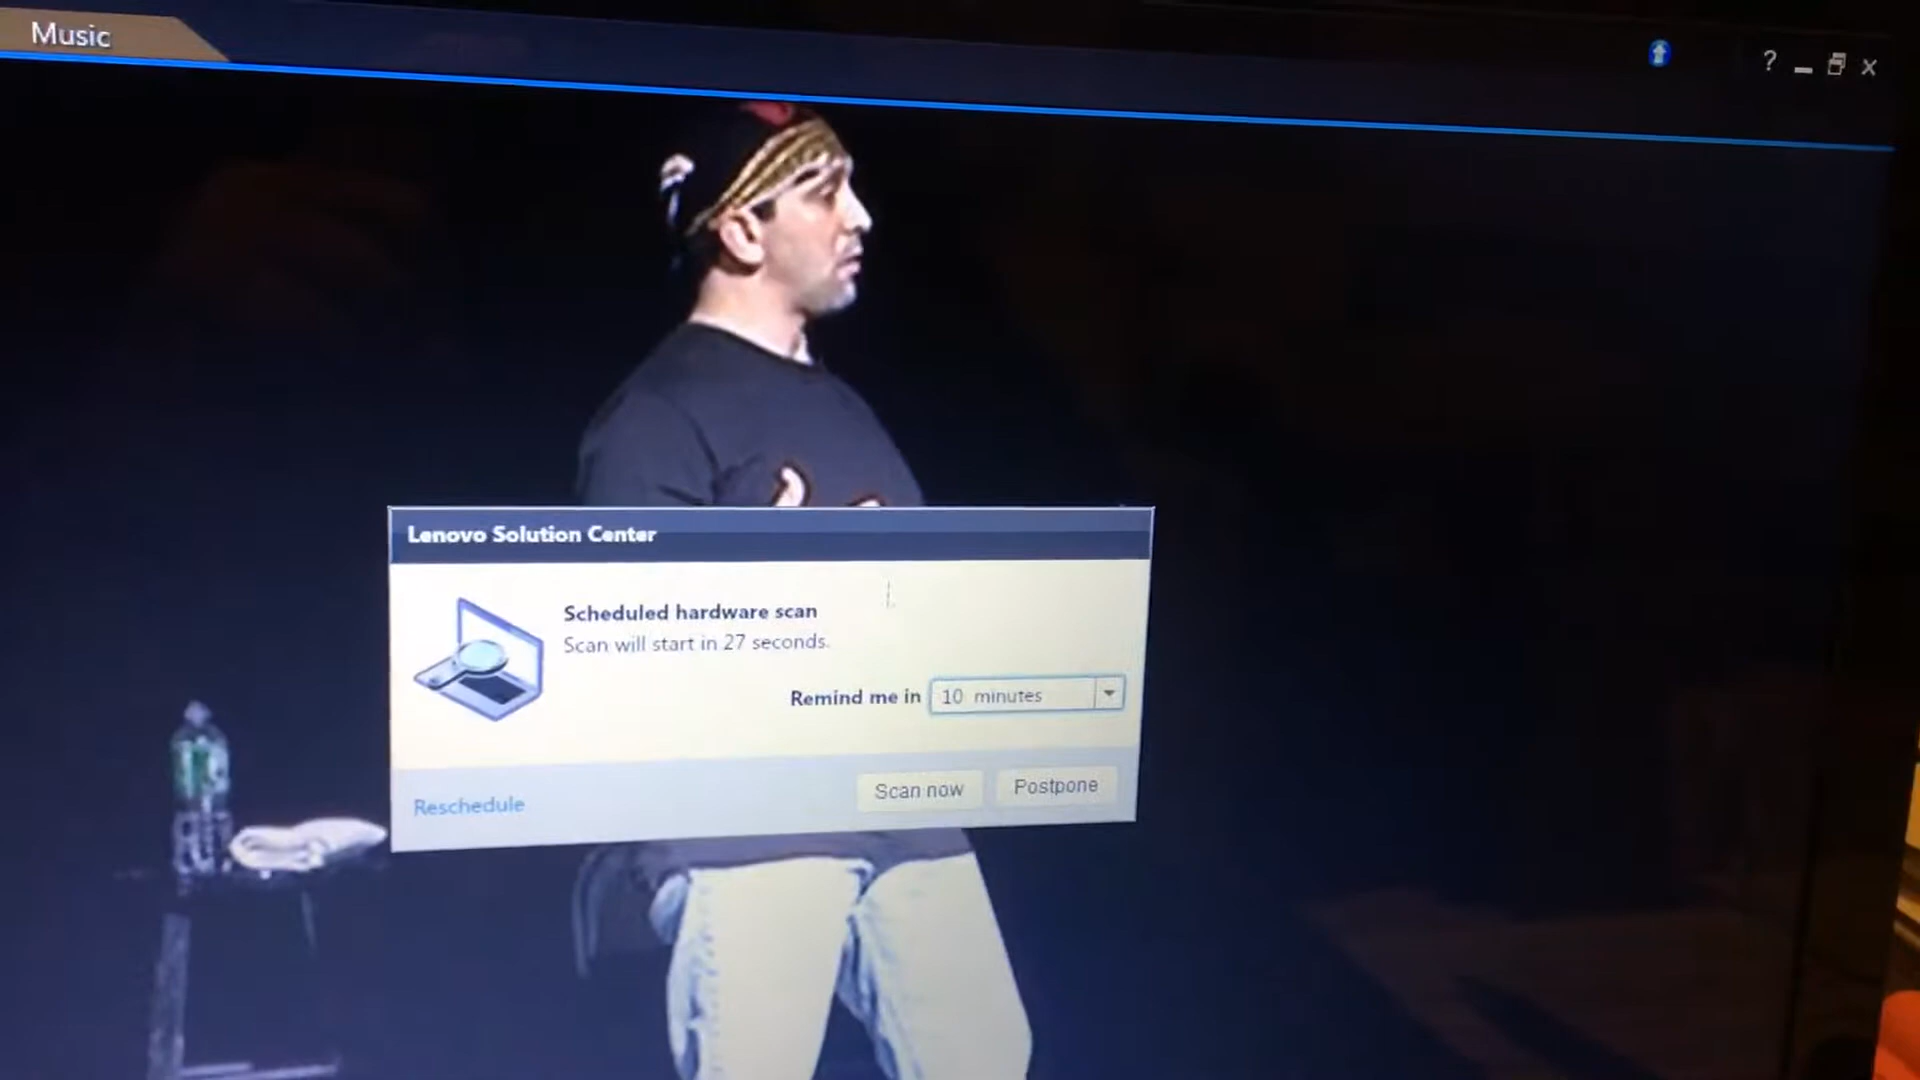 Music
?
Lenovo Solution Center
Scheduled hardware scan
Scan will start in 27 seconds.
Remind me in 10 minutes
Reschedule
Scan now
Postpone